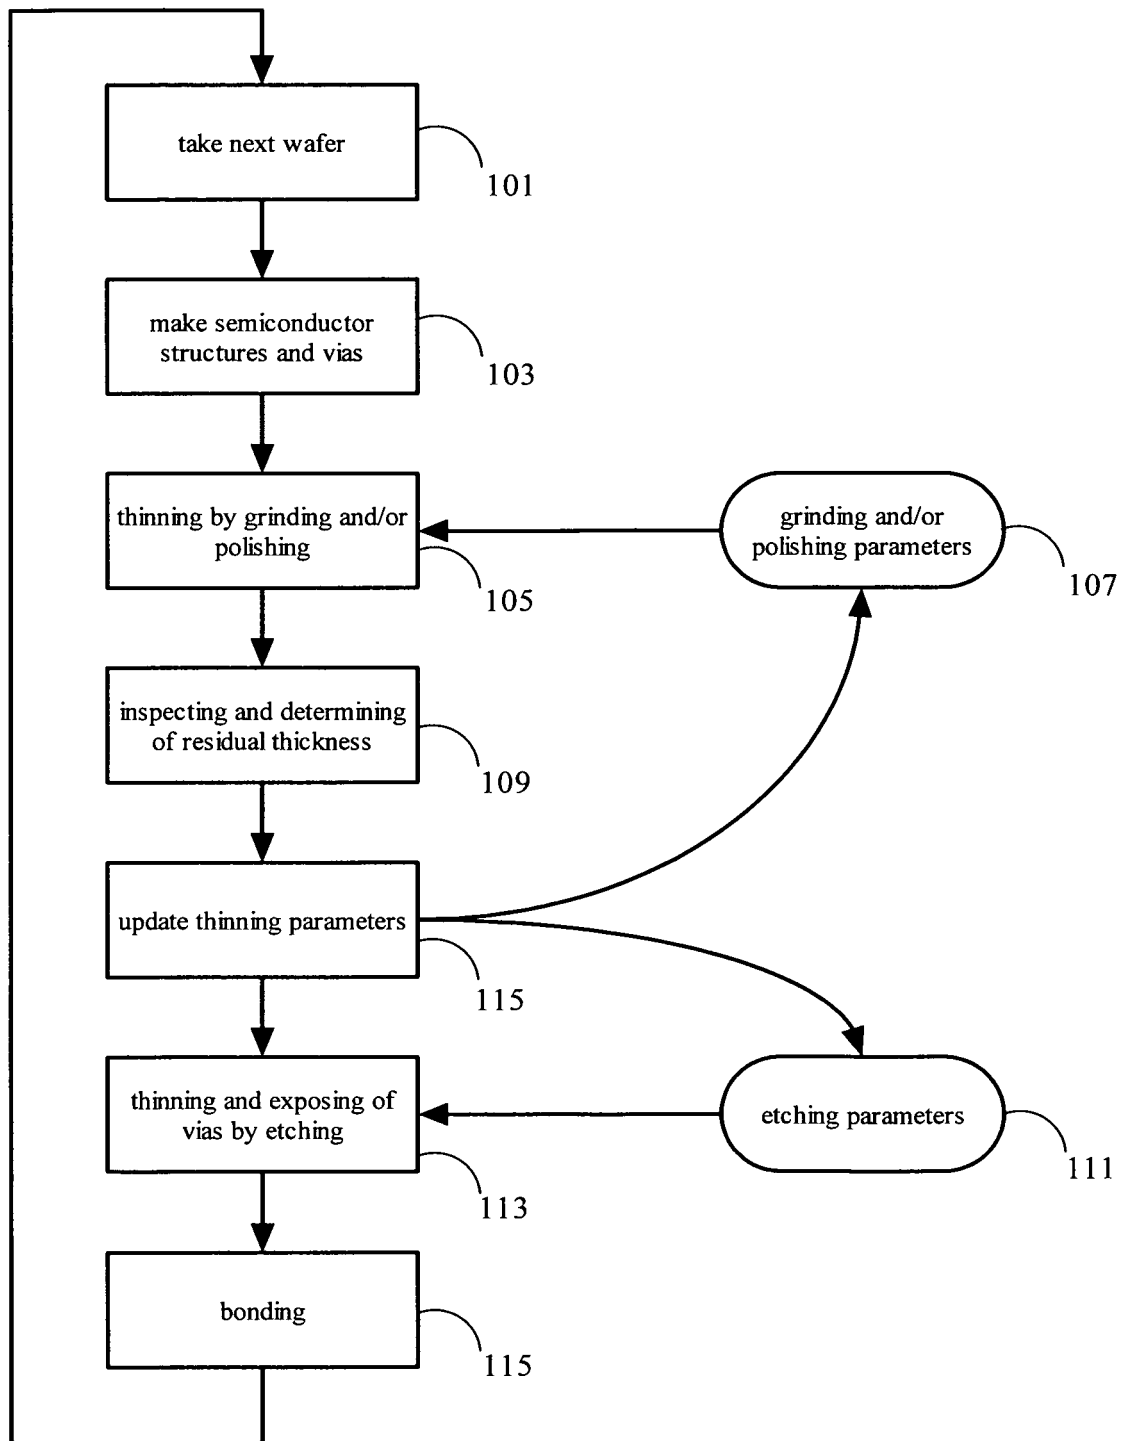 take next wafer
101
make semiconductor
structures and vias
103
thinning by grinding and/or
polishing
105
grinding and/or
polishing parameters
107
inspecting and determining
of residual thickness
109
update thinning parameters
115
thinning and exposing of
vias by etching
113
etching parameters
111
bonding
115